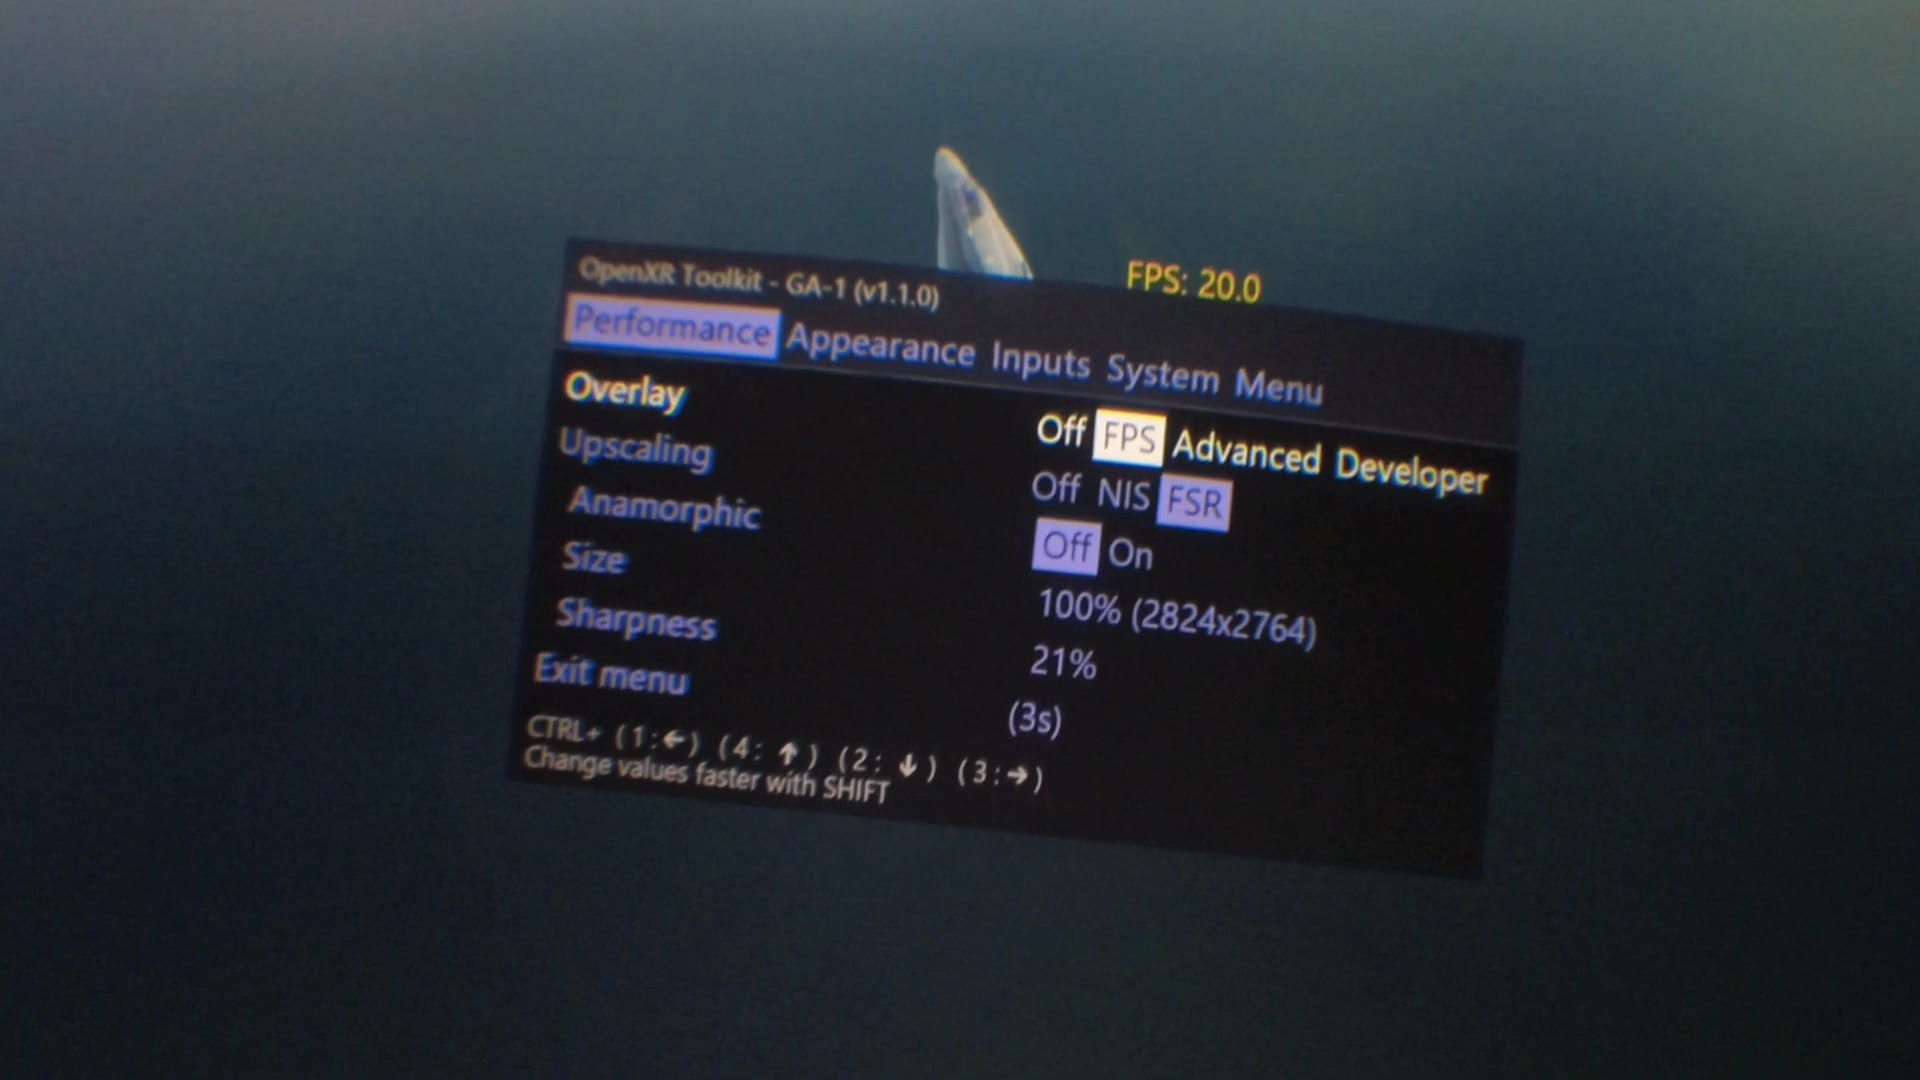 OpenXR Toolkit - GA-1 (v1.1.0)
FPS: 20.0
Performance Appearance Inputs System Menu
Overlay Off FPS Advanced Developer
Upscaling Off NIS FSR
Anamorphic Off On
Size 100% (2824x2764)
Sharpness 21%
Exit menu (3s)
CTRL+ (1:←) (4: ↑) (2: ↓) (3:→)
Change values faster with SHIFT